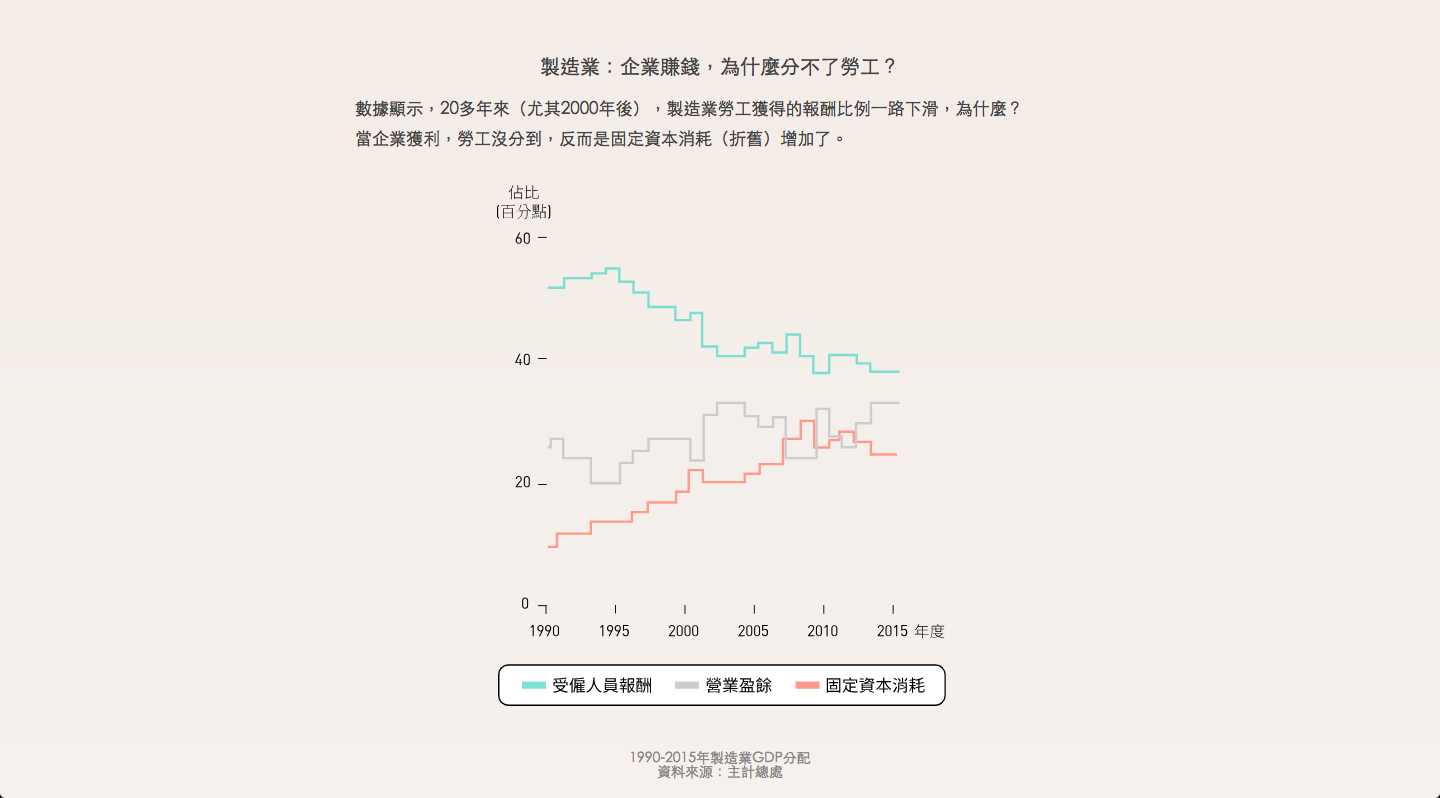 製造業：企業賺錢，為什麼分不了勞工？
數據顯示，20多年來（尤其2000年後），製造業勞工獲得的報酬比例一路下滑，為什麼？
當企業獲利，勞工沒分到，反而是固定資本消耗（折舊）增加了。
佔比
(百分點)
60
40
20
0
1990 1995 2000 2005 2010 2015 年度
受僱人員報酬 營業盈餘 固定資本消耗
1990-2015年製造業GDP分配
資料來源：主計總處